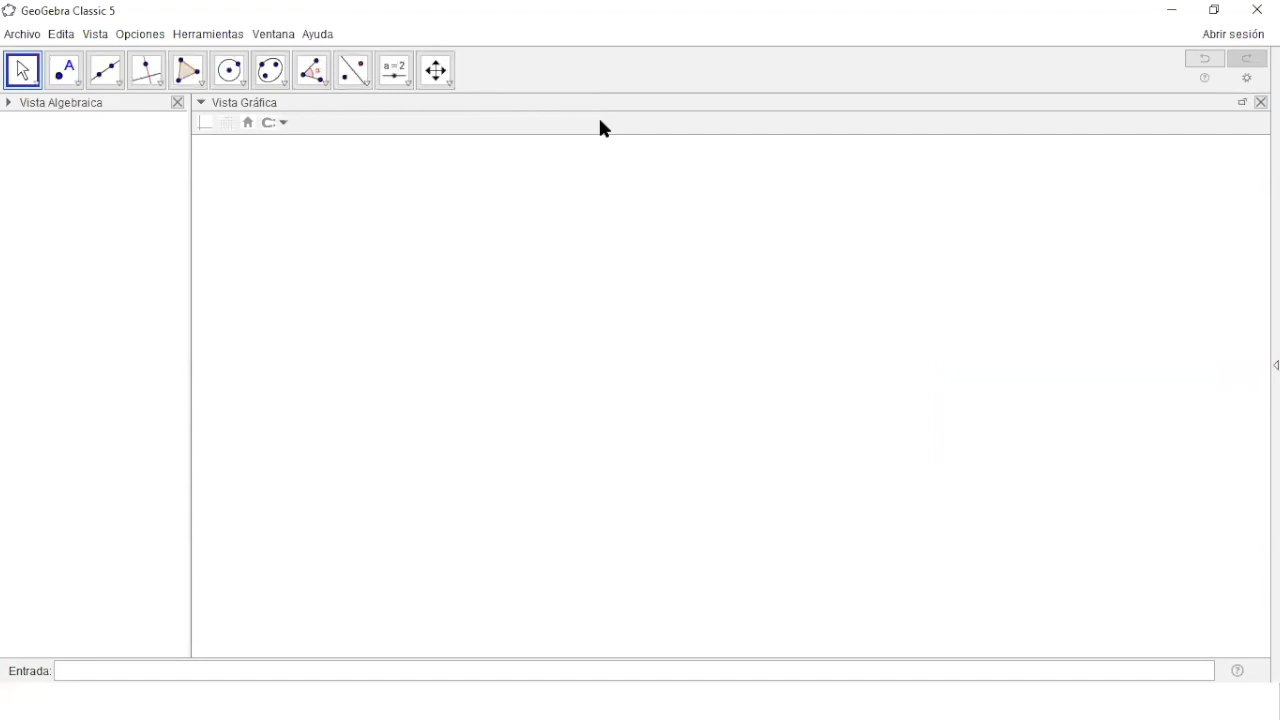 GeoGebra Classic 5
Archivo Edita Vista Opciones Herramientas Ventana Ayuda
Abrir sesión
A
α
a=2
Vista Algebraica
Vista Gráfica
Entrada: